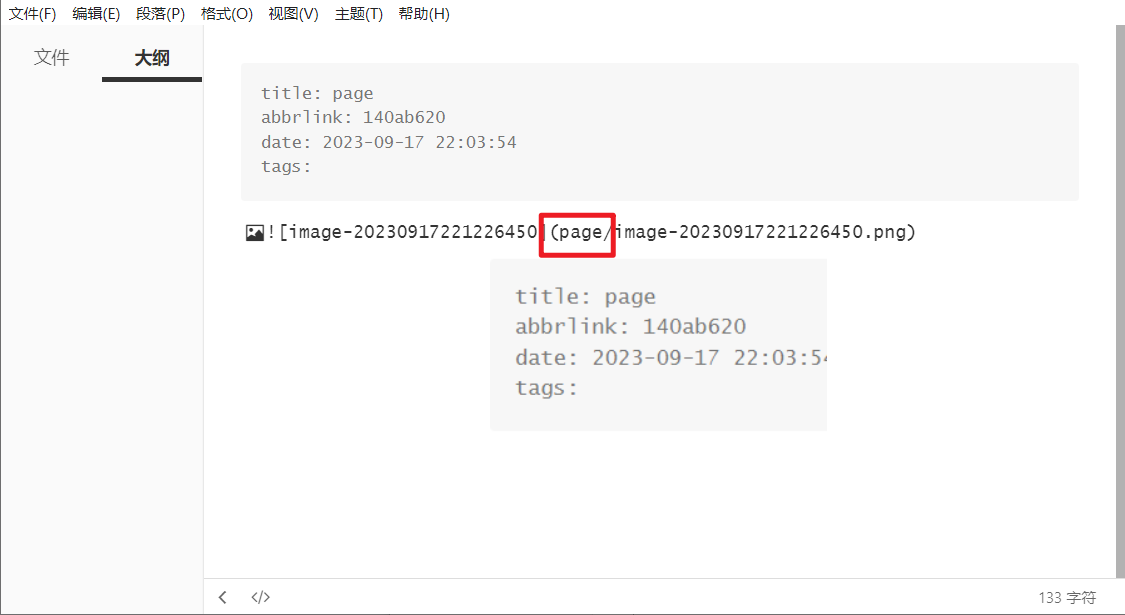 文件(F) 编辑(E) 段落(P) 格式(O) 视图(V) 主题(T) 帮助(H)
文件 大纲
title: page
abbrlink: 140ab620
date: 2023-09-17 22:03:54
tags:
![image-20230917221226450](page/image-20230917221226450.png)
title: page
abbrlink: 140ab620
date: 2023-09-17 22:03:54
tags:
133 字符